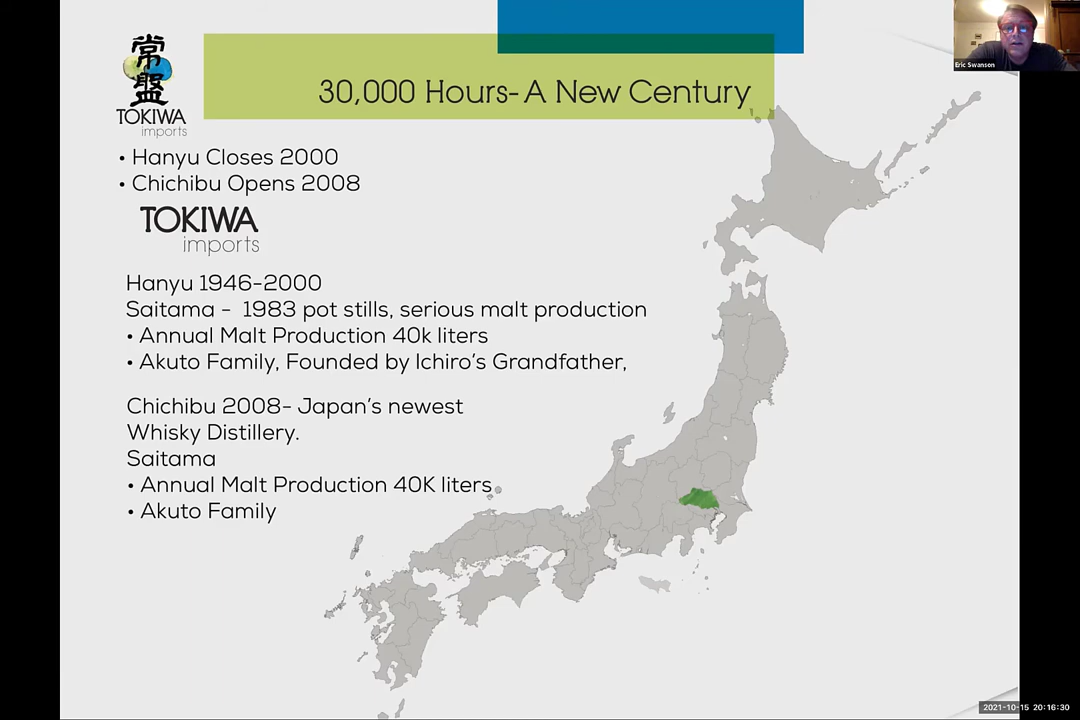 常盤
TOKIWA
imports
30,000 Hours-A New Century
Eric Swanson
• Hanyu Closes 2000
• Chichibu Opens 2008
TOKIWA
imports
Hanyu 1946-2000
Saitama - 1983 pot stills, serious malt production
• Annual Malt Production 40k liters
• Akuto Family, Founded by Ichiro's Grandfather,
Chichibu 2008- Japan's newest
Whisky Distillery.
Saitama
• Annual Malt Production 40K liters
• Akuto Family
2021-10-15 20:16:30